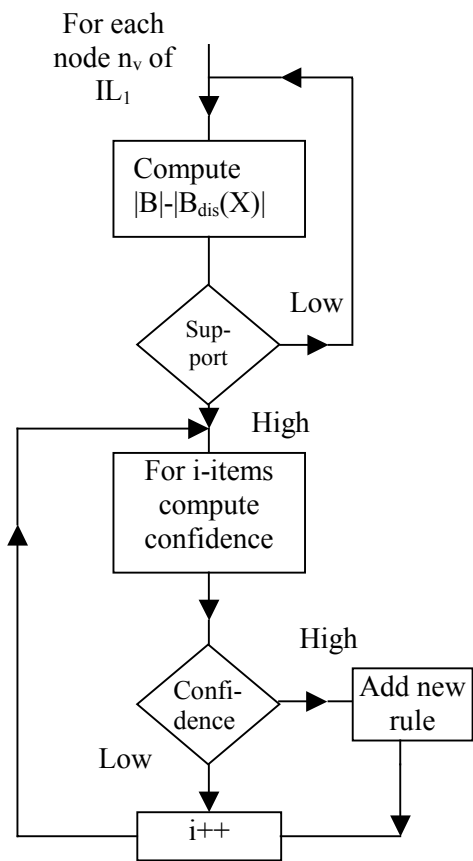 For each
node nᵥ of
IL₁
Compute
|B|-|B_dis(X)|
Low
Sup-
port
High
For i-items
compute
confidence
High
Confi-
dence
Add new
rule
Low
i++